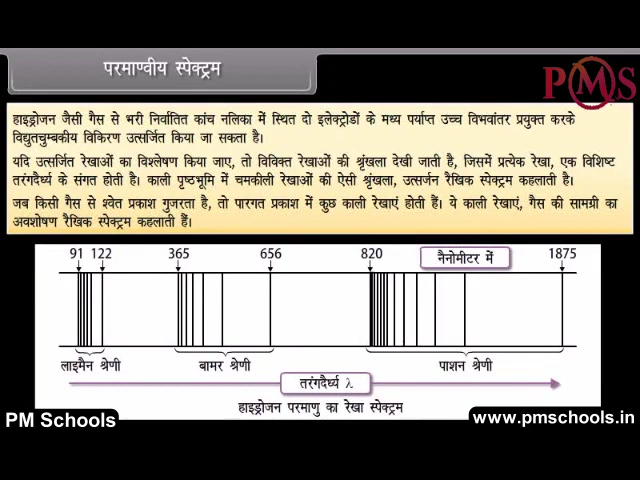 परमाण्वीय स्पेक्ट्रम
PMS
हाइड्रोजन जैसी गैस से भरी निर्वातित कांच नलिका में स्थित दो इलेक्ट्रोडों के मध्य पर्याप्त उच्च विभवांतर प्रयुक्त करके
विद्युतचुम्बकीय विकिरण उत्सर्जित किया जा सकता है।
यदि उत्सर्जित रेखाओं का विश्लेषण किया जाए, तो विविक्त रेखाओं की श्रृंखला देखी जाती है, जिसमें प्रत्येक रेखा, एक विशिष्ट
तरंगदैर्ध्य के संगत होती है। काली पृष्ठभूमि में चमकीली रेखाओं की ऐसी श्रृंखला, उत्सर्जन रैखिक स्पेक्ट्रम कहलाता है।
जब किसी गैस से श्वेत प्रकाश गुजरता है, तो पारगत प्रकाश में कुछ काली रेखाएं होती हैं। ये काली रेखाएं, गैस की सामग्री का
अवशोषण रैखिक स्पेक्ट्रम कहलाती हैं।
91 122 365 656 820 नैनोमीटर में 1875
लाइमैन श्रेणी बामर श्रेणी पाशन श्रेणी
तरंगदैर्ध्य λ
हाइड्रोजन परमाणु का रेखा स्पेक्ट्रम
PM Schools www.pmschools.in